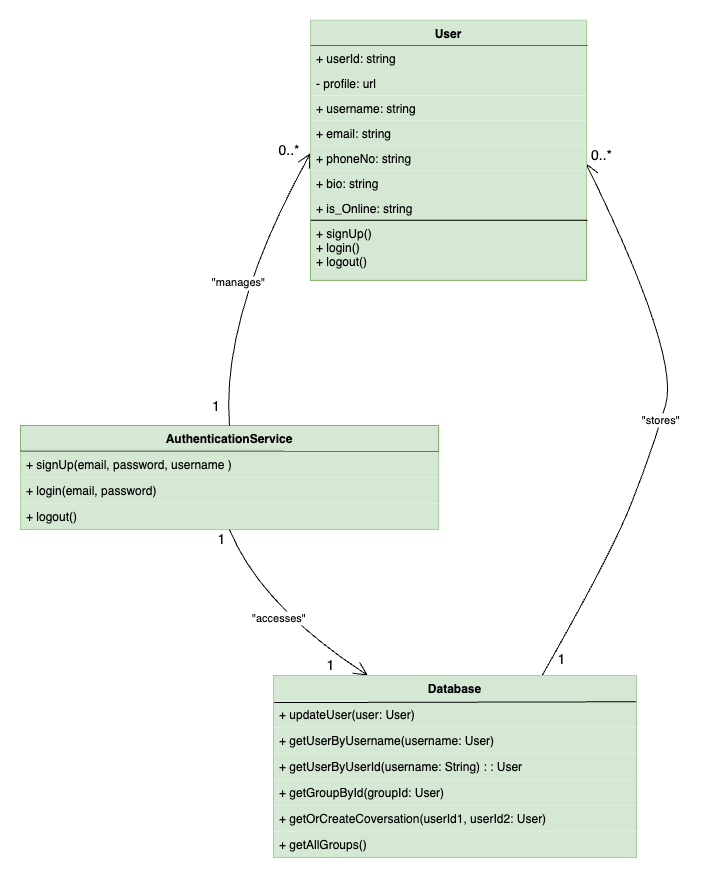 User
+ userId: string
- profile: url
+ username: string
+ email: string
+ phoneNo: string
+ bio: string
+ is_Online: string
+ signUp()
+ login()
+ logout()
0..*
0..*
"manages"
1
"stores"
AuthenticationService
+ signUp(email, password, username )
+ login(email, password)
+ logout()
1
"accesses"
1
1
Database
+ updateUser(user: User)
+ getUserByUsername(username: User)
+ getUserByUserId(username: String) : : User
+ getGroupById(groupId: User)
+ getOrCreateCoversation(userId1, userId2: User)
+ getAllGroups()